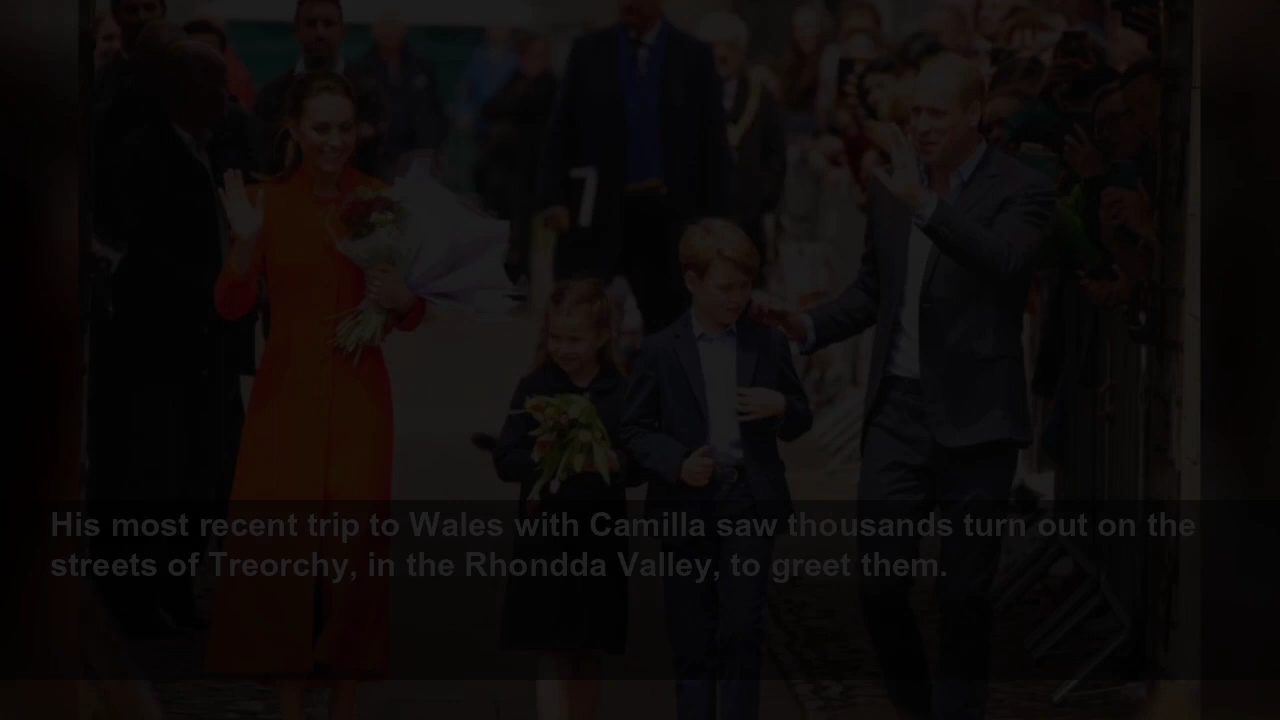 7
His most recent trip to Wales with Camilla saw thousands turn out on the
streets of Treorchy, in the Rhondda Valley, to greet them.